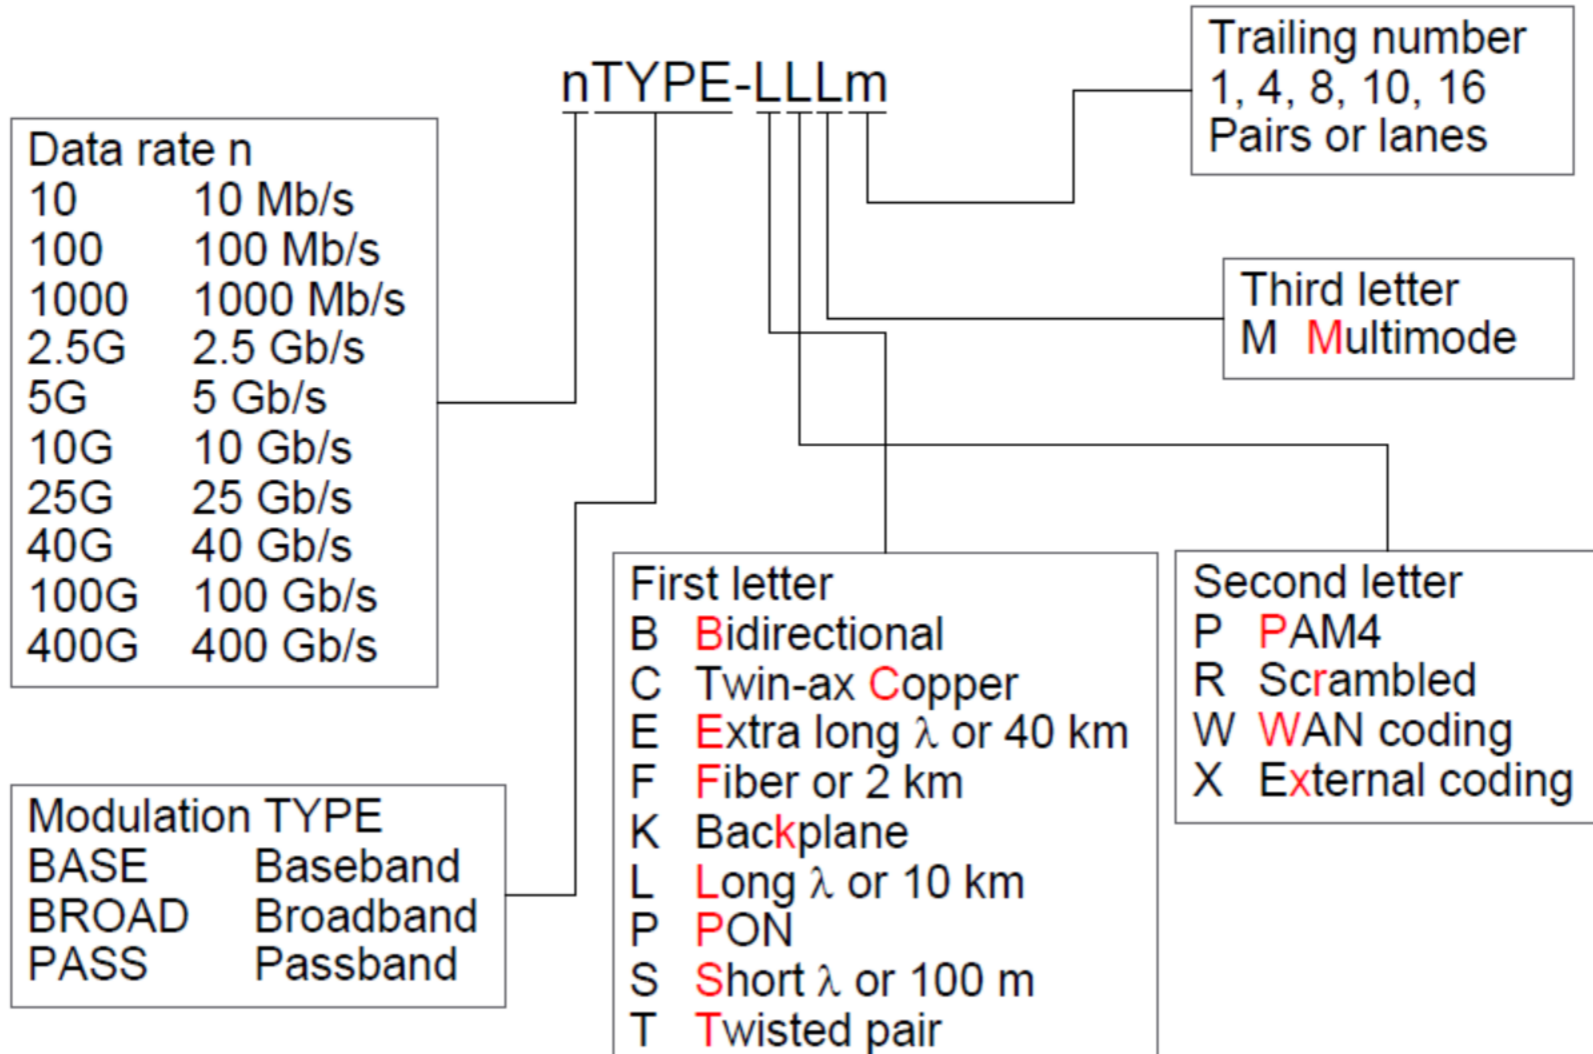 nTYPE-LLLm
Trailing number
1, 4, 8, 10, 16
Pairs or lanes
Data rate n
10 10 Mb/s
100 100 Mb/s
1000 1000 Mb/s
2.5G 2.5 Gb/s
5G 5 Gb/s
10G 10 Gb/s
25G 25 Gb/s
40G 40 Gb/s
100G 100 Gb/s
400G 400 Gb/s
Third letter
M Multimode
Modulation TYPE
BASE Baseband
BROAD Broadband
PASS Passband
First letter
B Bidirectional
C Twin-ax Copper
E Extra long λ or 40 km
F Fiber or 2 km
K Backplane
L Long λ or 10 km
P PON
S Short λ or 100 m
T Twisted pair
Second letter
P PAM4
R Scrambled
W WAN coding
X External coding